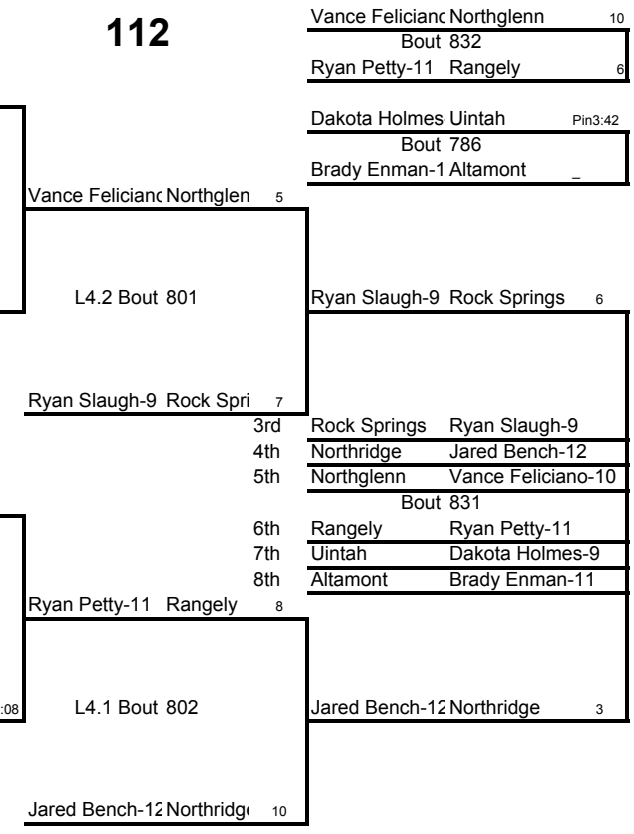 Vance Feliciano Northglenn 10
112
Bout 832
Ryan Petty-11 Rangely 6
Dakota Holmes Uintah Pin3:42
Bout 786
Brady Enman-1 Altamont _
Vance Feliciano Northglen 5
L4.2 Bout 801
Ryan Slaugh-9 Rock Springs 6
Ryan Slaugh-9 Rock Spri 7
3rd Rock Springs Ryan Slaugh-9
4th Northridge Jared Bench-12
5th Northglenn Vance Feliciano-10
Bout 831
6th Rangely Ryan Petty-11
7th Uintah Dakota Holmes-9
8th Altamont Brady Enman-11
Ryan Petty-11 Rangely 8
:08 L4.1 Bout 802
Jared Bench-12 Northridge 3
Jared Bench-12 Northridge 10